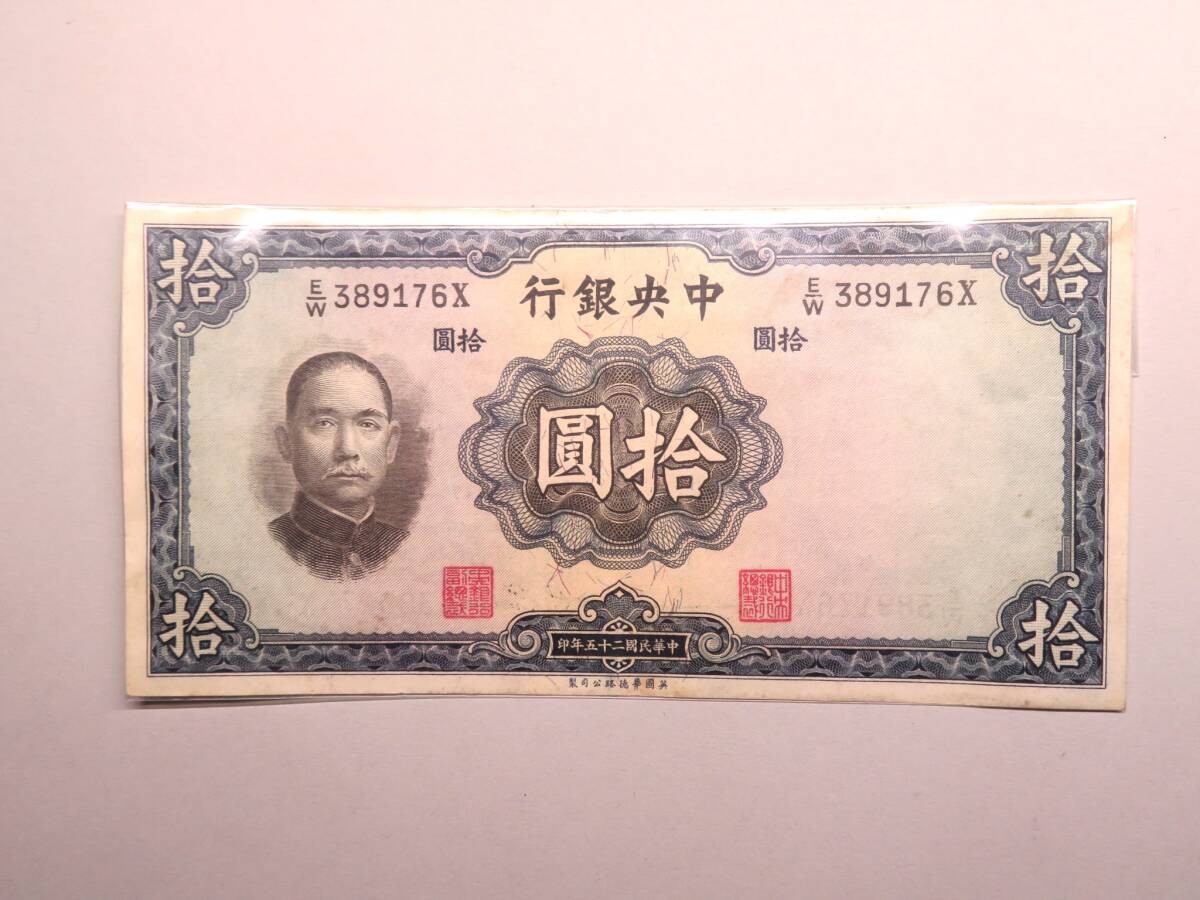 拾 拾
E/W 389176X 中央銀行 E/W 389176X
拾圓 拾圓
拾圓
拾 拾
中華民國二十五年印
英國華德路公司製